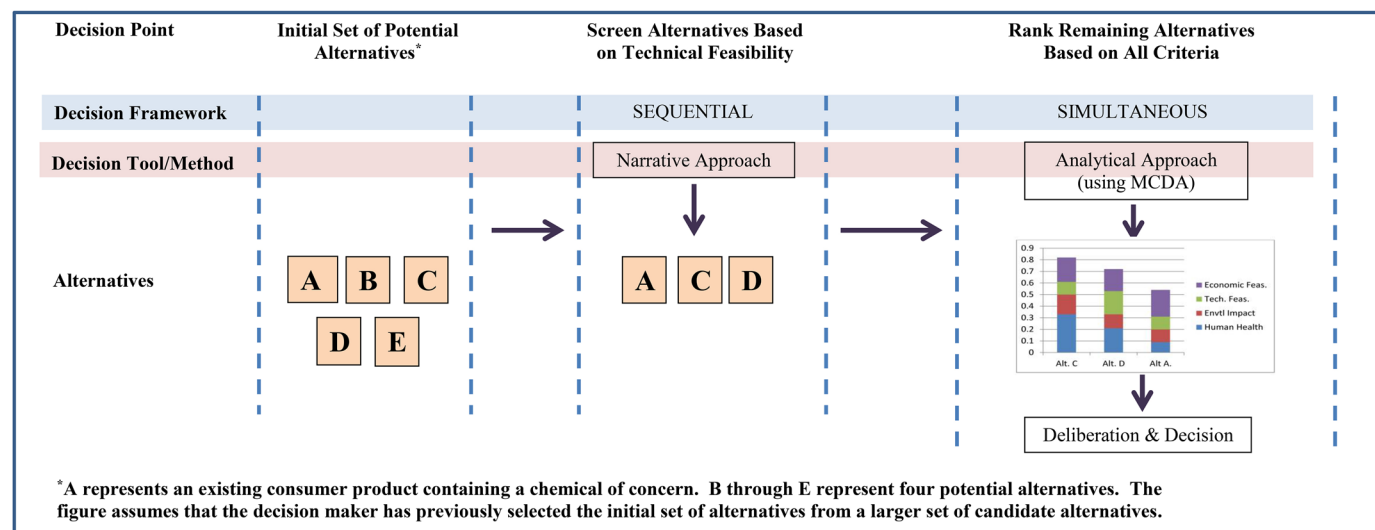 Decision Point
Initial Set of Potential
Alternatives*
Screen Alternatives Based
on Technical Feasibility
Rank Remaining Alternatives
Based on All Criteria
Decision Framework
SEQUENTIAL
SIMULTANEOUS
Decision Tool/Method
Narrative Approach
Analytical Approach
(using MCDA)
Alternatives
A B C
D E
A C D
0.9
0.8
0.7
0.6
0.5
0.4
0.3
0.2
0.1
0
Economic Feas.
Tech. Feas.
Envtl Impact
Human Health
Alt. C Alt. D Alt A.
Deliberation & Decision
*A represents an existing consumer product containing a chemical of concern. B through E represent four potential alternatives. The
figure assumes that the decision maker has previously selected the initial set of alternatives from a larger set of candidate alternatives.